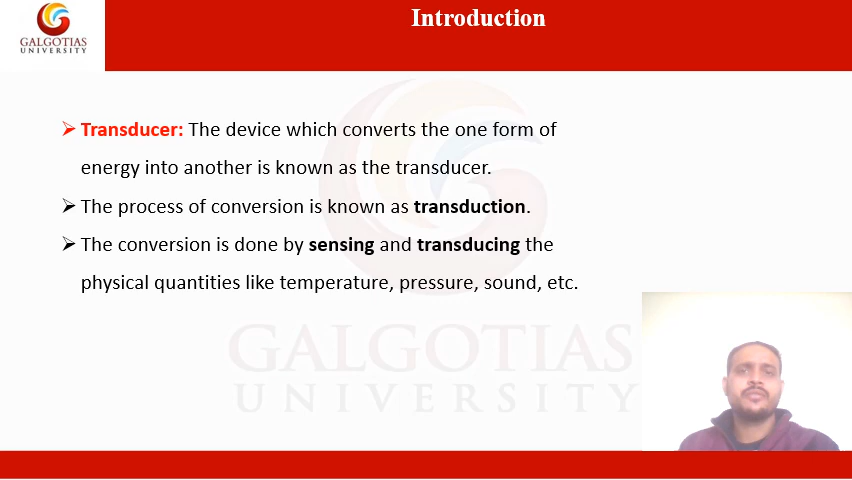 Introduction
GALGOTIAS
UNIVERSITY
➢ Transducer: The device which converts the one form of
energy into another is known as the transducer.
➢ The process of conversion is known as transduction.
➢ The conversion is done by sensing and transducing the
physical quantities like temperature, pressure, sound, etc.
GALGOTIAS
UNIVERSITY